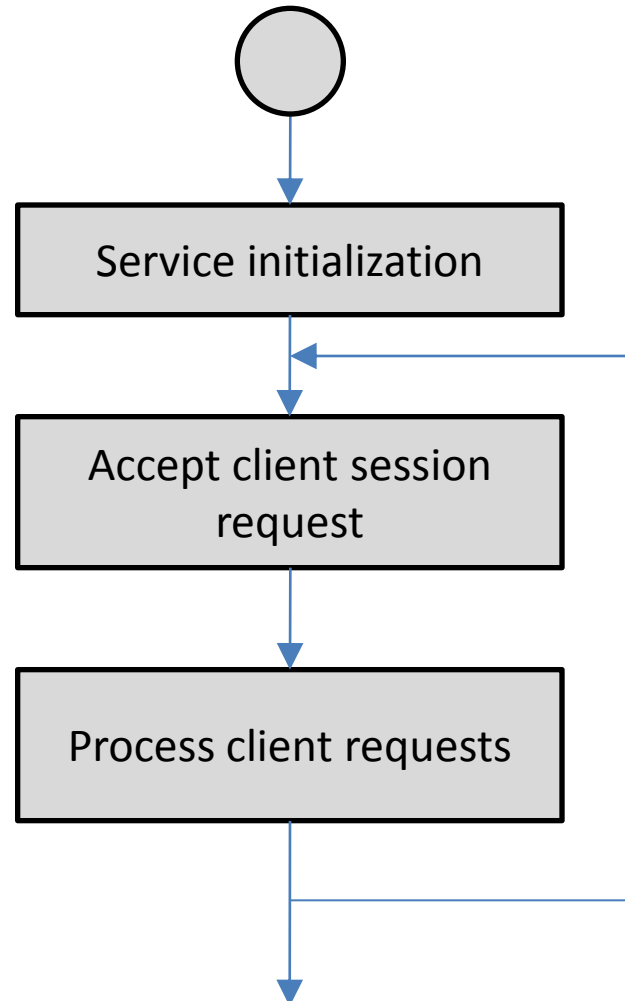 Service initialization
Accept client session
request
Process client requests